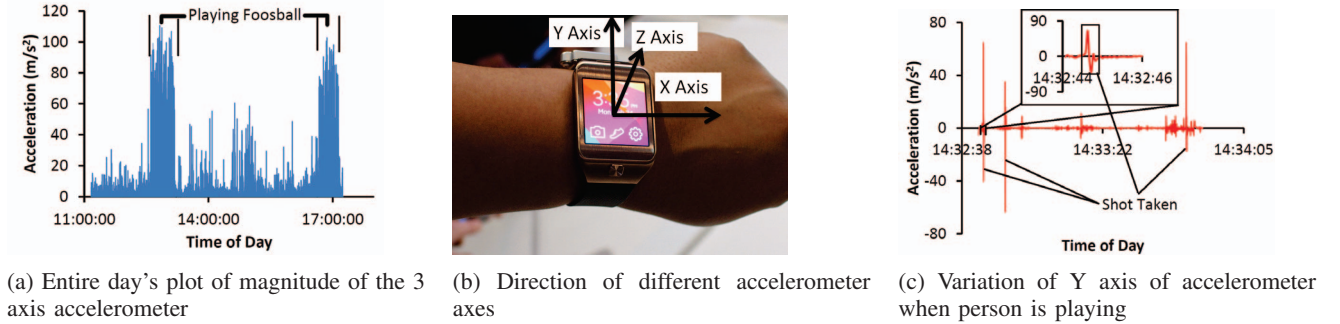 120
100
80
60
40
20
0
Acceleration (m/s²)
Playing Foosball
11:00:00 14:00:00 17:00:00
Time of Day
(a) Entire day's plot of magnitude of the 3
axis accelerometer
Y Axis
Z Axis
X Axis
(b) Direction of different accelerometer
axes
80
40
0
-40
-80
Acceleration (m/s²)
90
0
-90
14:32:44 14:32:46
14:32:38 14:33:22 14:34:05
Shot Taken
Time of Day
(c) Variation of Y axis of accelerometer
when person is playing